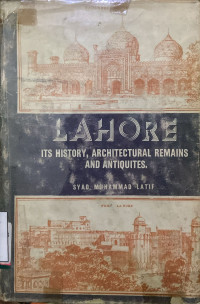 LAHORE
ITS HISTORY, ARCHITECTURAL REMAINS
AND ANTIQUITES.
SYAD MUHAMMAD LATIF